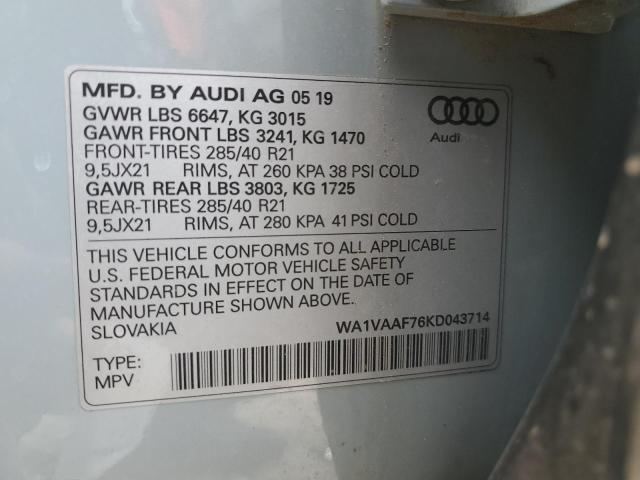 MFD. BY AUDI AG 05 19
GVWR LBS 6647, KG 3015
GAWR FRONT LBS 3241, KG 1470
FRONT-TIRES 285/40 R21
9,5JX21 RIMS, AT 260 KPA 38 PSI COLD
GAWR REAR LBS 3803, KG 1725
REAR-TIRES 285/40 R21
9,5JX21 RIMS, AT 280 KPA 41 PSI COLD
Audi
THIS VEHICLE CONFORMS TO ALL APPLICABLE
U.S. FEDERAL MOTOR VEHICLE SAFETY
STANDARDS IN EFFECT ON THE DATE OF
MANUFACTURE SHOWN ABOVE.
SLOVAKIA WA1VAAF76KD043714
TYPE:
MPV